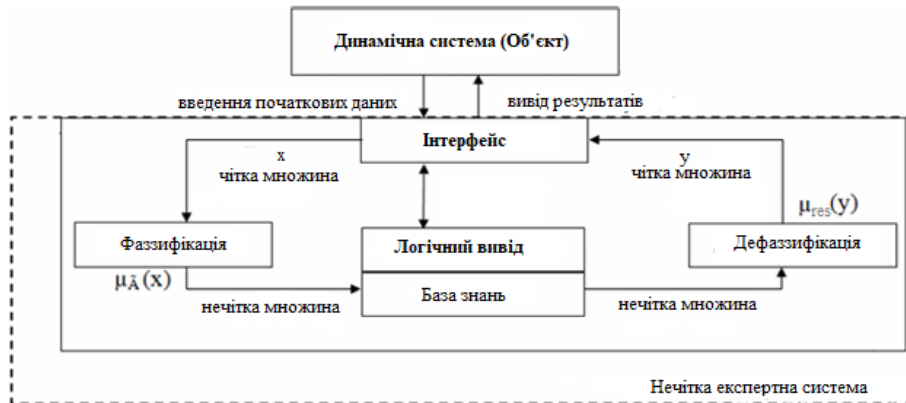 Динамічна система (Об'єкт)
введення початкових даних
вивід результатів
Інтерфейс
x
чітка множина
y
чітка множина
μres(y)
Фаззифікація
Логічний вивід
Дефаззифікація
μÃ(x)
База знань
нечітка множина
нечітка множина
Нечітка експертна система